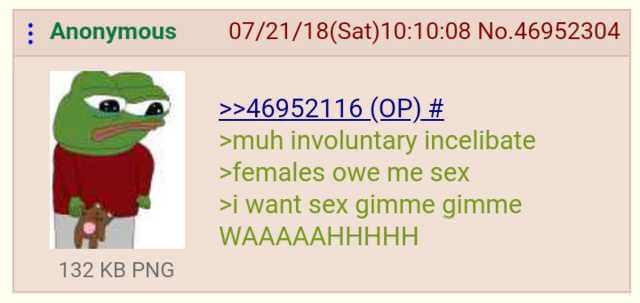 Anonymous 07/21/18(Sat)10:10:08 No.46952304
>>46952116 (OP) #
>muh involuntary incelibate
>females owe me sex
>i want sex gimme gimme
WAAAAAHHHHH
132 KB PNG